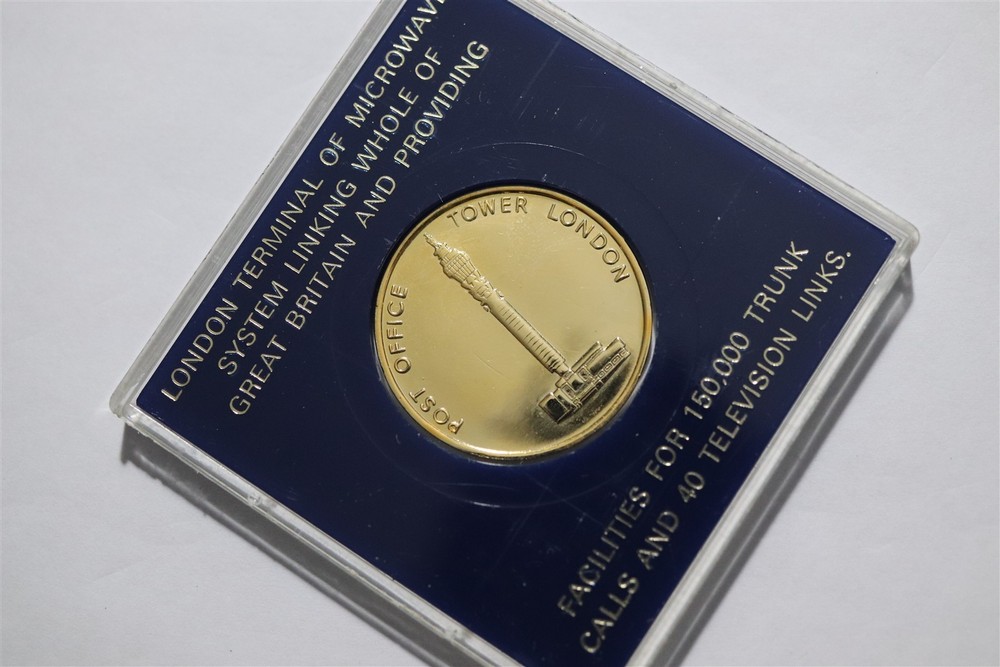 LONDON TERMINAL OF MICROWAVE
SYSTEM LINKING WHOLE OF
GREAT BRITAIN AND PROVIDING
POST OFFICE TOWER LONDON
FACILITIES FOR 150,000 TRUNK
CALLS AND 40 TELEVISION LINKS.